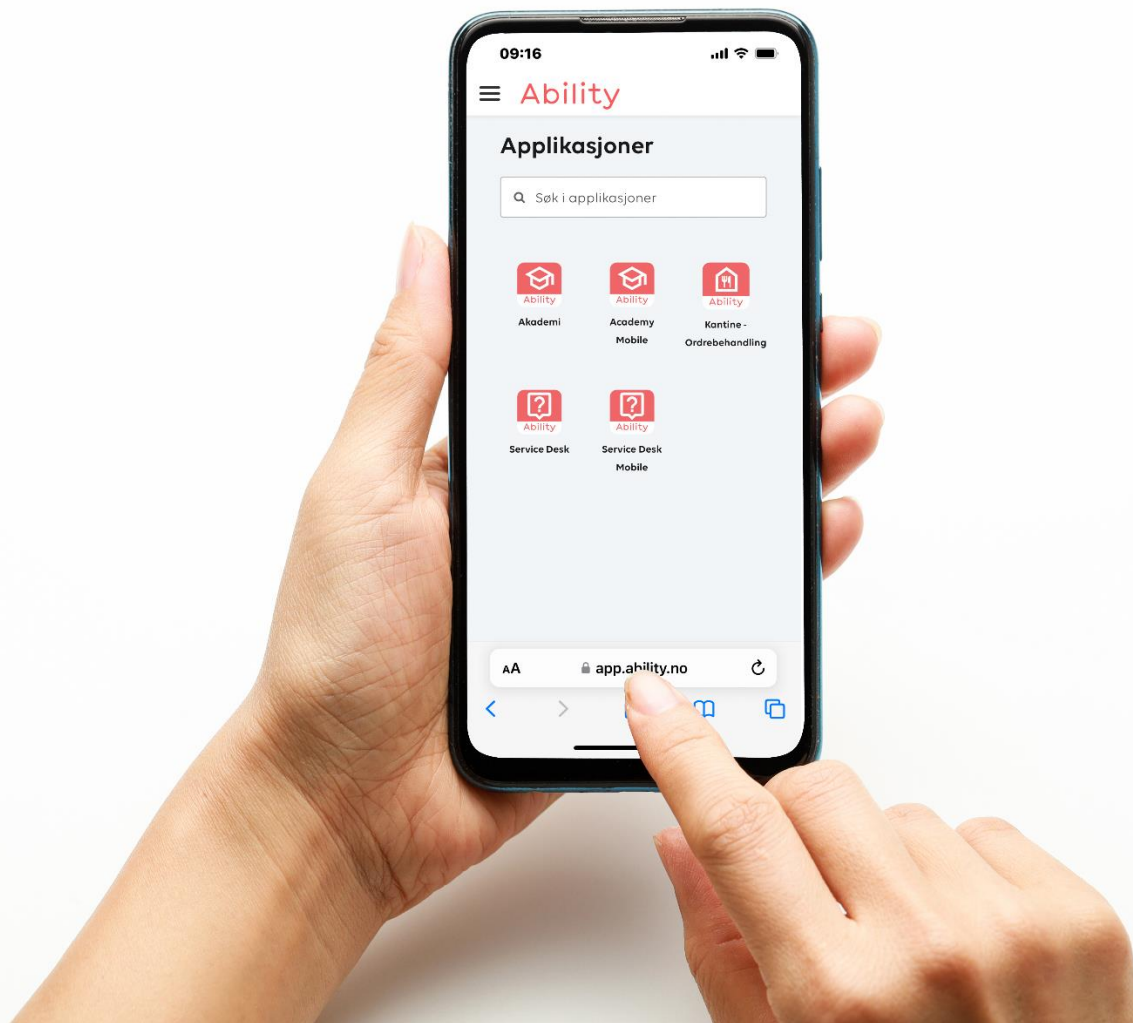 09:16
Ability
Applikasjoner
Søk i applikasjoner
Ability
Akademi
Ability
Academy
Mobile
Ability
Kantine -
Ordrebehandling
Ability
Service Desk
Ability
Service Desk
Mobile
AA
app.ability.no